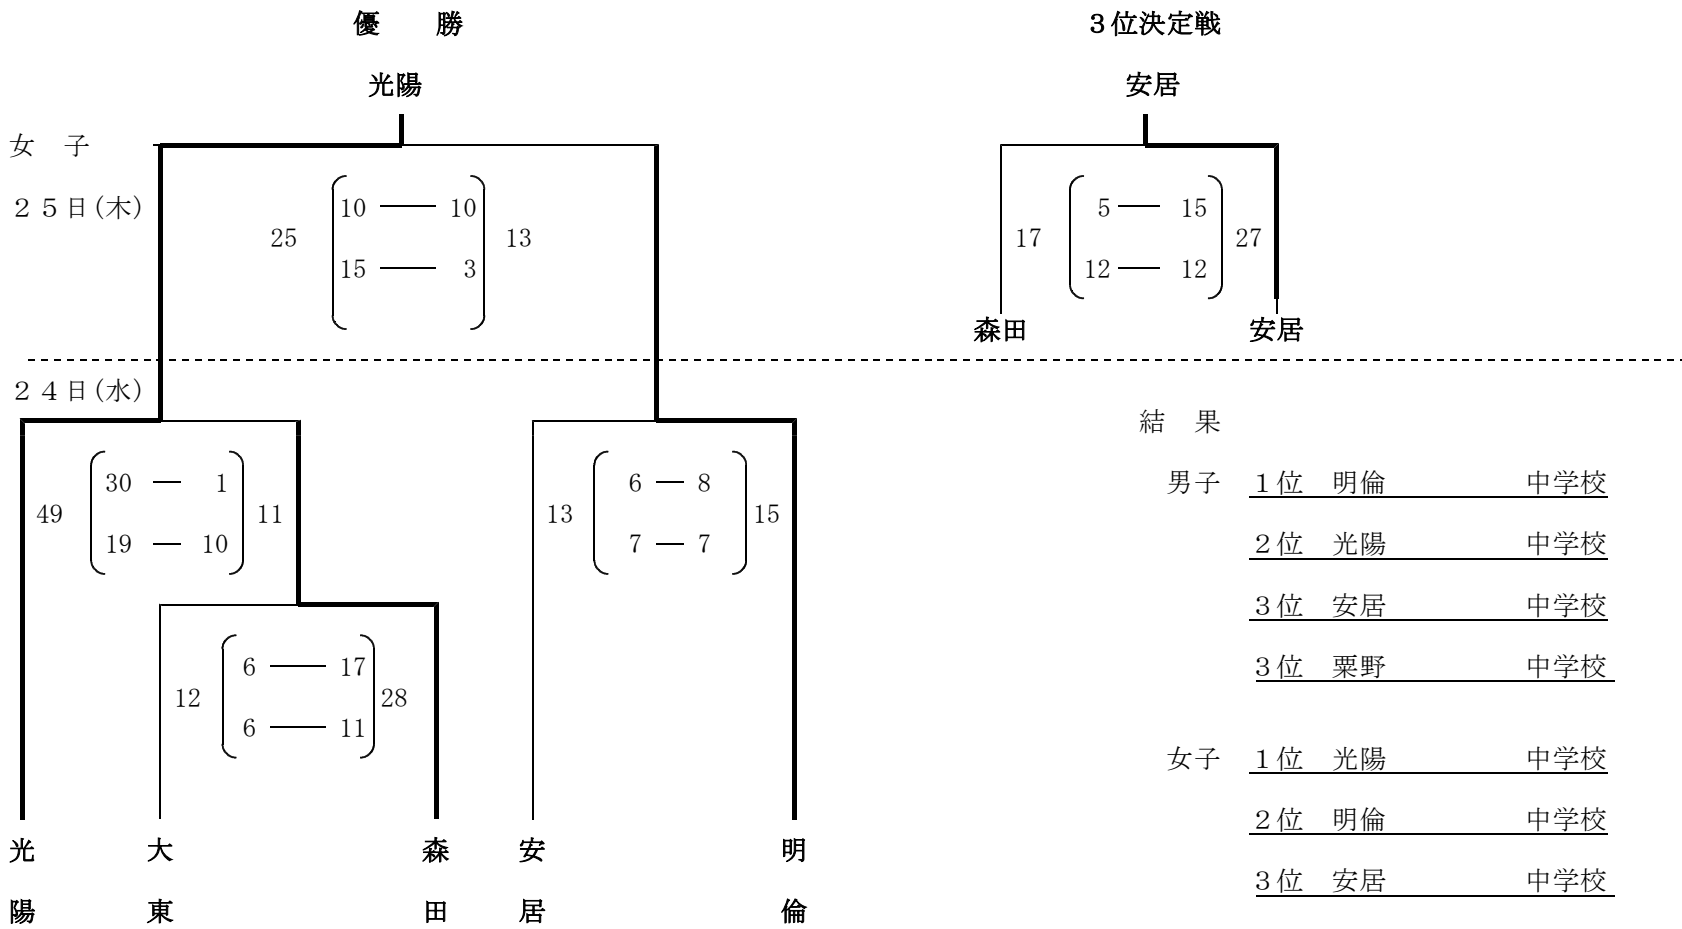 優　勝
３位決定戦
光陽
安居
女　子
２５日(木)
10 ― 10
5 ― 15
25
13
17
27
15 ― 3
12 ― 12
森田
安居
２４日(水)
結　果
30 ― 1
6 ― 8
男子　１位　明倫　中学校
49
11
13
15
19 ― 10
7 ― 7
２位　光陽　中学校
３位　安居　中学校
6 ― 17
３位　粟野　中学校
12
28
6 ― 11
女子　１位　光陽　中学校
２位　明倫　中学校
３位　安居　中学校
光陽
大東
森田
安居
明倫